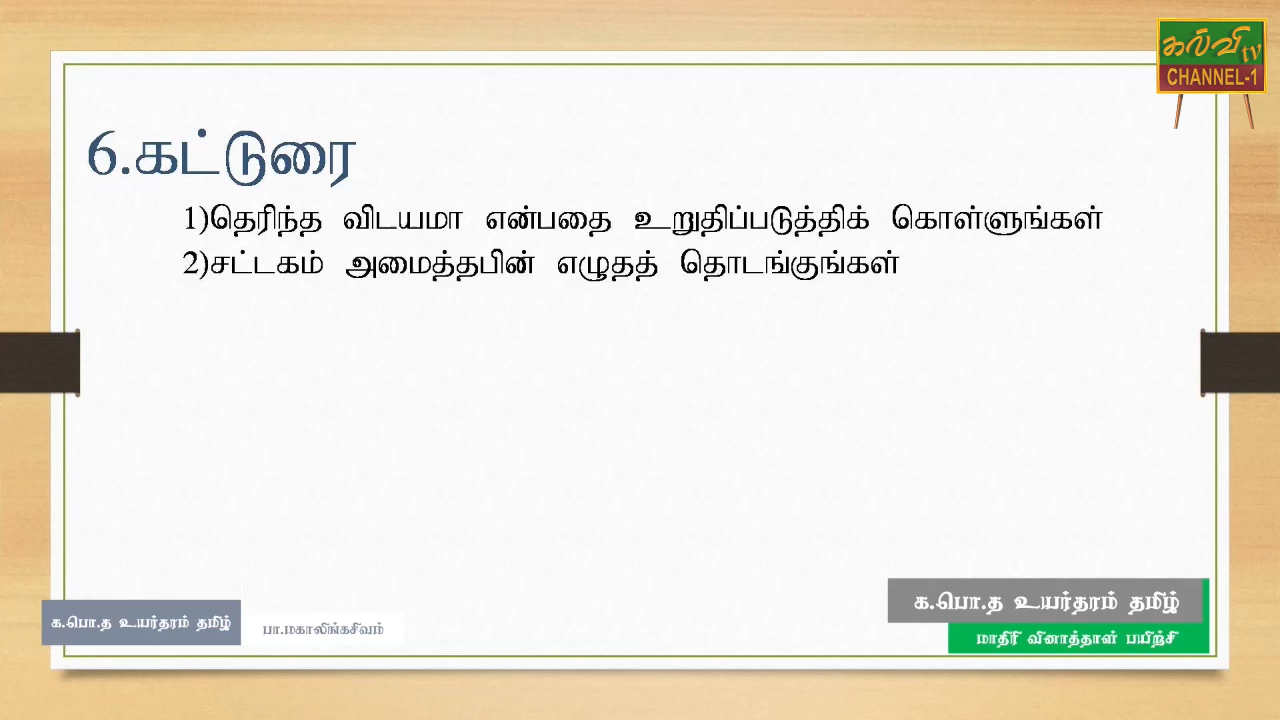 கல்வி tv
CHANNEL-1
6.கட்டுரை
1)தெரிந்த விடயமா என்பதை உறுதிப்படுத்திக் கொள்ளுங்கள்
2)சட்டகம் அமைத்தபின் எழுதத் தொடங்குங்கள்
க.பொ.த உயர்தரம் தமிழ்
மாதிரி வினாத்தாள் பயிற்சி
க.பொ.த உயர்தரம் தமிழ்
பா.மகாலிங்கசிவம்